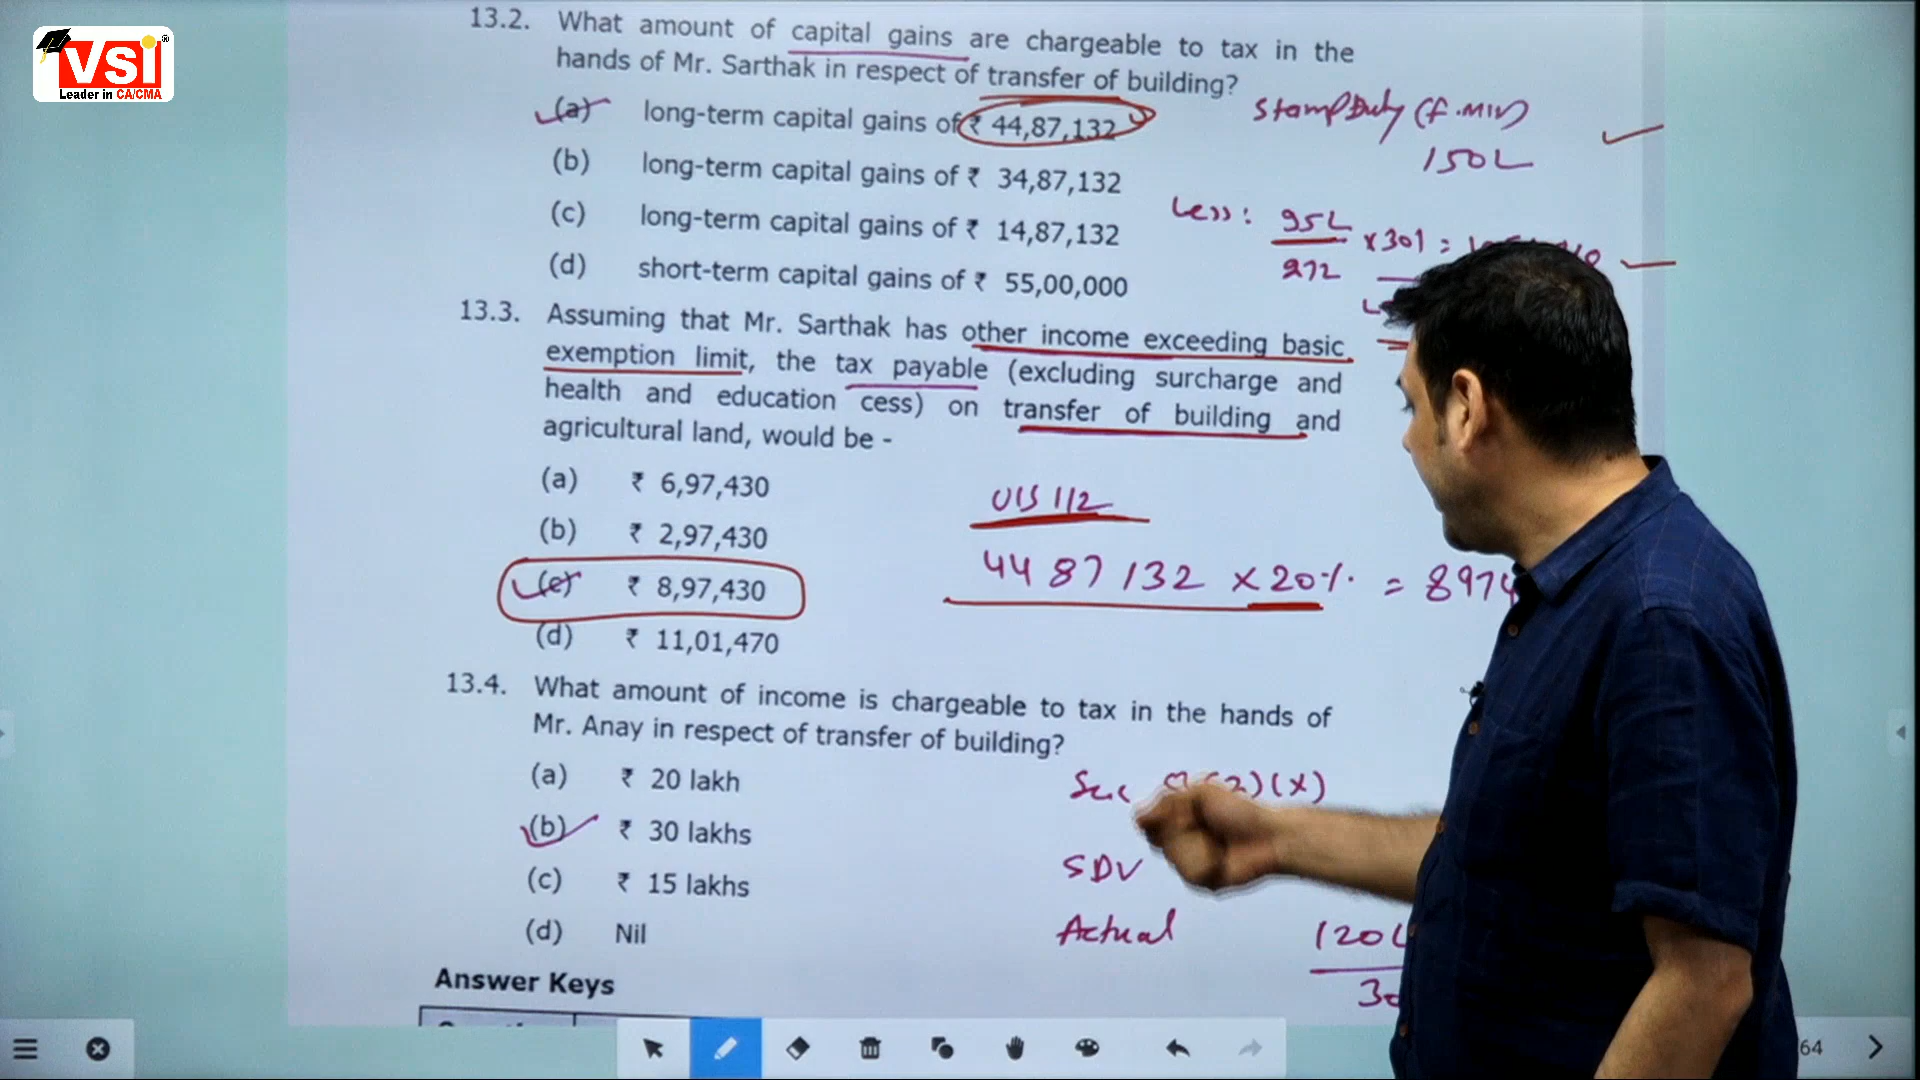 VSI®
Leader in CA/CMA
13.2. What amount of capital gains are chargeable to tax in the
hands of Mr. Sarthak in respect of transfer of building?
(a) long-term capital gains of ₹ 44,87,132
(b) long-term capital gains of ₹ 34,87,132
(c) long-term capital gains of ₹ 14,87,132
(d) short-term capital gains of ₹ 55,00,000
Stamp Duty (f.
150L
Less: 95L
272
x301 =
13.3. Assuming that Mr. Sarthak has other income exceeding basic
exemption limit, the tax payable (excluding surcharge and
health and education cess) on transfer of building and
agricultural land, would be -
(a) ₹ 6,97,430
(b) ₹ 2,97,430
(c) ₹ 8,97,430
(d) ₹ 11,01,470
U/S 112
4487132 x 20% = 8974
13.4. What amount of income is chargeable to tax in the hands of
Mr. Anay in respect of transfer of building?
(a) ₹ 20 lakh
(b) ₹ 30 lakhs
(c) ₹ 15 lakhs
(d) Nil
Sec (x)
SDV
Actual 120L
30
Answer Keys
64